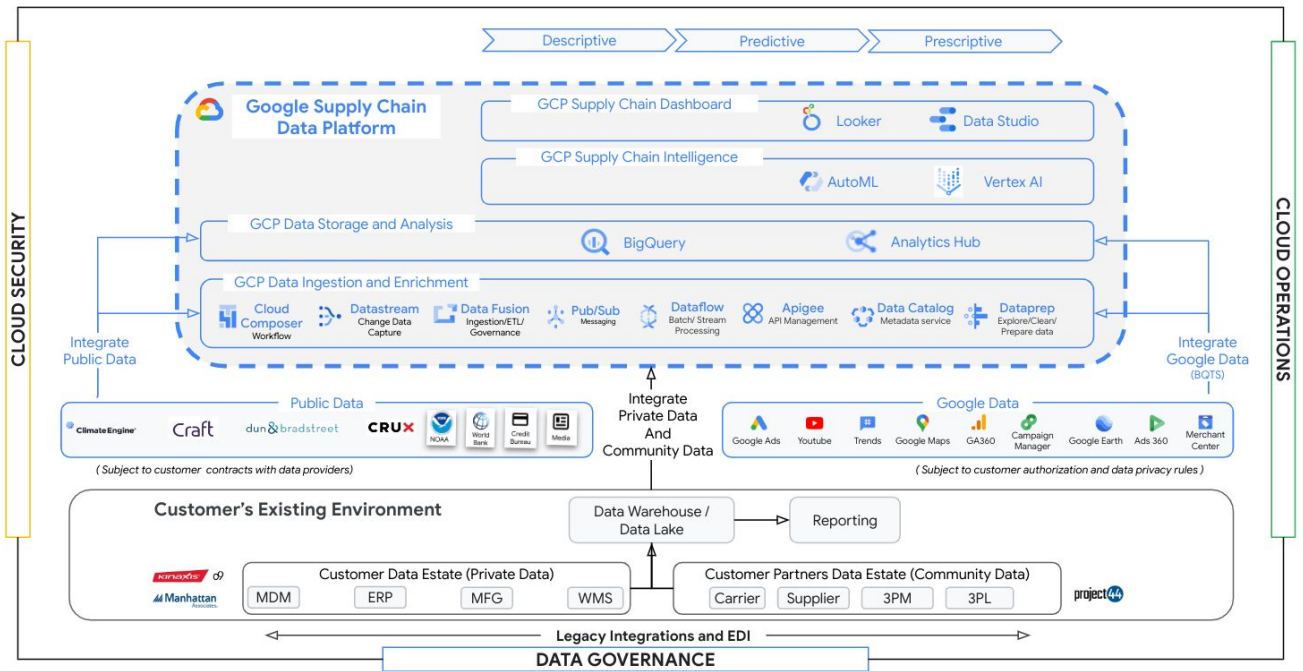 Descriptive
Predictive
Prescriptive
Google Supply Chain
Data Platform
GCP Supply Chain Dashboard
Looker
Data Studio
GCP Supply Chain Intelligence
AutoML
Vertex AI
GCP Data Storage and Analysis
BigQuery
Analytics Hub
GCP Data Ingestion and Enrichment
Cloud
Composer
Workflow
Datastream
Change Data
Capture
Data Fusion
Ingestion/ETL/
Governance
Pub/Sub
Messaging
Dataflow
Batch/ Stream
Processing
Apigee
API Management
Data Catalog
Metadata service
Dataprep
Explore/Clean/
Prepare data
CLOUD SECURITY
CLOUD OPERATIONS
Integrate
Public Data
Integrate
Private Data
And
Community Data
Integrate
Google Data
(BQTS)
Public Data
ClimateEngine
Craft
dun & bradstreet
CRUX
NOAA
World
Bank
Credit
Bureau
Media
( Subject to customer contracts with data providers)
Google Data
Google Ads
Youtube
Trends
Google Maps
GA360
Campaign
Manager
Google Earth
Ads 360
Merchant
Center
( Subject to customer authorization and data privacy rules )
Customer's Existing Environment
Data Warehouse /
Data Lake
Reporting
kinaxis
o9
Manhattan
Associates
Customer Data Estate (Private Data)
MDM
ERP
MFG
WMS
Customer Partners Data Estate (Community Data)
Carrier
Supplier
3PM
3PL
project44
Legacy Integrations and EDI
DATA GOVERNANCE